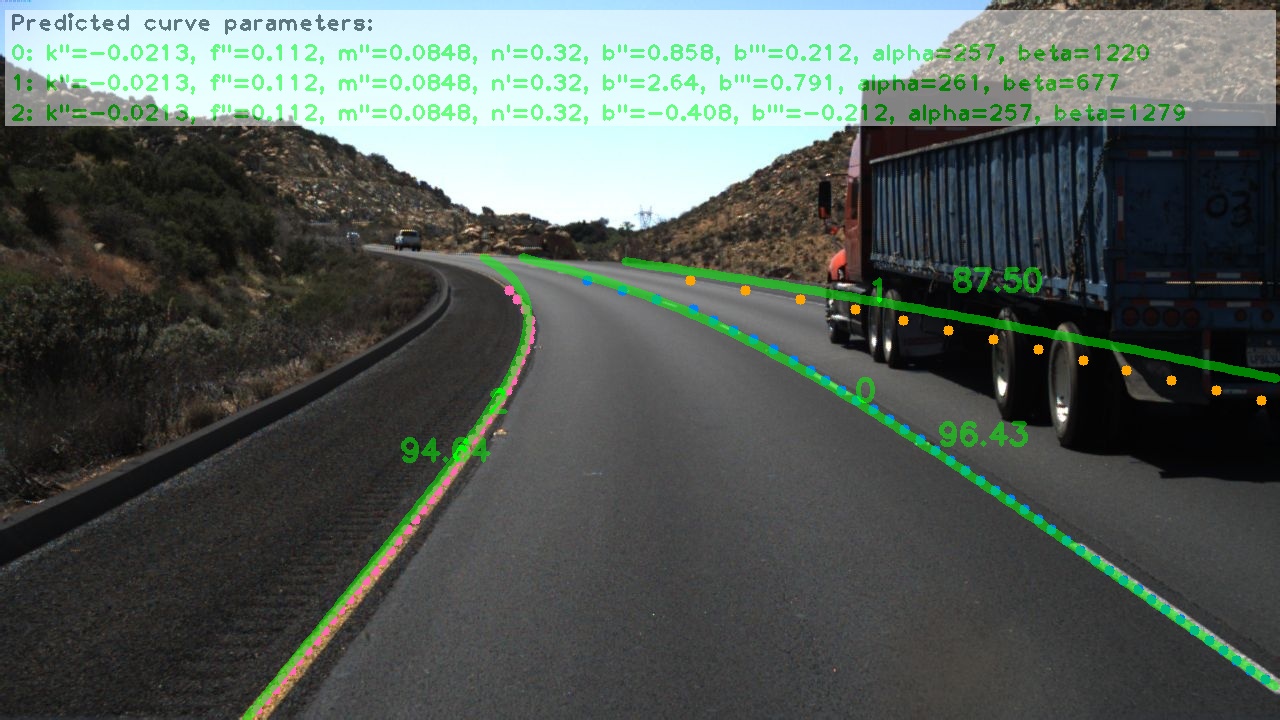 Predicted curve parameters:
0: k''=-0.0213, f''=0.112, m''=0.0848, n'=0.32, b''=0.858, b'''=0.212, alpha=257, beta=1220
1: k''=-0.0213, f''=0.112, m''=0.0848, n'=0.32, b''=2.64, b'''=0.791, alpha=261, beta=677
2: k''=-0.0213, f''=0.112, m''=0.0848, n'=0.32, b''=-0.408, b'''=-0.212, alpha=257, beta=1279
03
1
87.50
0
96.43
2
94.64